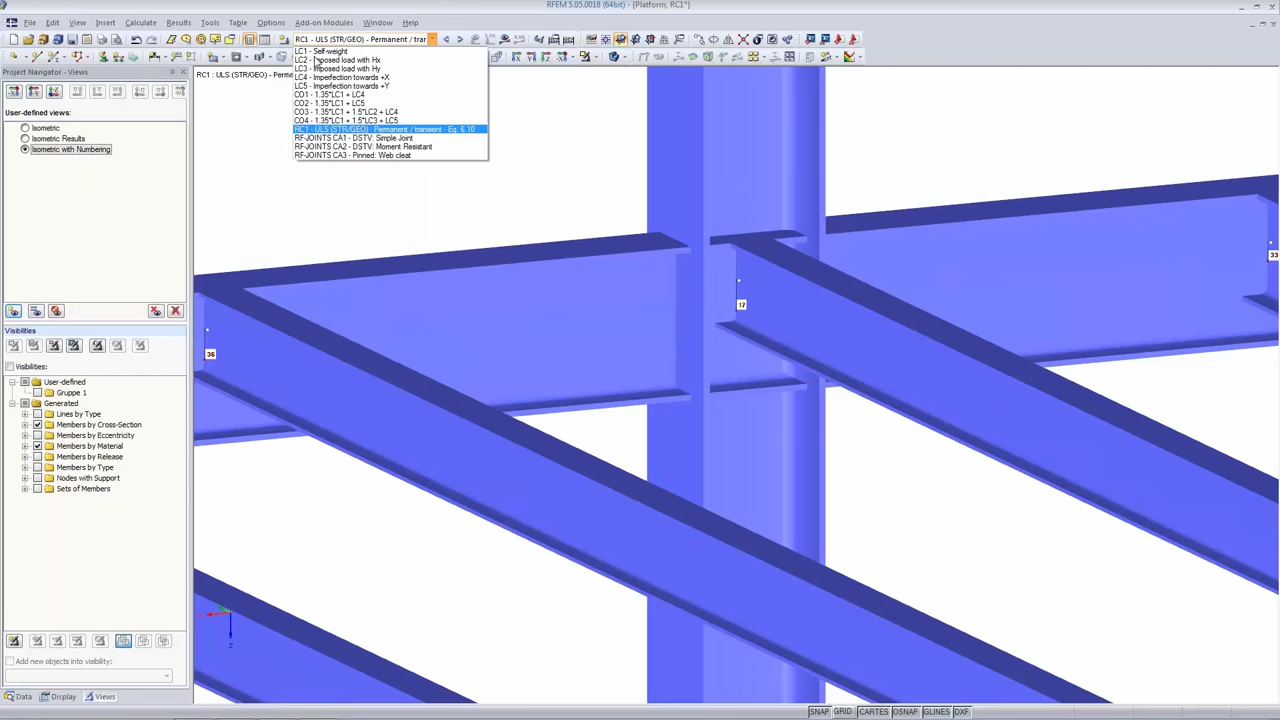 RFEM 5.05.0018 (64bit) - [Platform, RC1*]
File Edit View Insert Calculate Results Tools Table Options Add-on Modules Window Help
RC1 - ULS (STR/GEO) - Permanent / tran
LC1 - Self-weight
LC2 - Imposed load with Hx
LC3 - Imposed load with Hy
LC4 - Imperfection towards +X
LC5 - Imperfection towards +Y
CO1 - 1.35*LC1 + LC4
CO2 - 1.35*LC1 + LC5
CO3 - 1.35*LC1 + 1.5*LC2 + LC4
CO4 - 1.35*LC1 + 1.5*LC3 + LC5
RC1 - ULS (STR/GEO) - Permanent / transient - Eq. 6.10
RF-JOINTS CA1 - DSTV: Simple Joint
RF-JOINTS CA2 - DSTV: Moment Resistant
RF-JOINTS CA3 - Pinned: Web cleat
Project Navigator - Views
RC1 : ULS (STR/GEO) - Perma
User-defined views:
Isometric
Isometric Results
Isometric with Numbering
Visibilities
Visibilities:
User-defined
Gruppe 1
Generated
Lines by Type
Members by Cross-Section
Members by Eccentricity
Members by Material
Members by Release
Members by Type
Nodes with Support
Sets of Members
33
17
36
Z
Add new objects into visibility:
Data Display Views
SNAP GRID CARTES OSNAP GLINES DXF